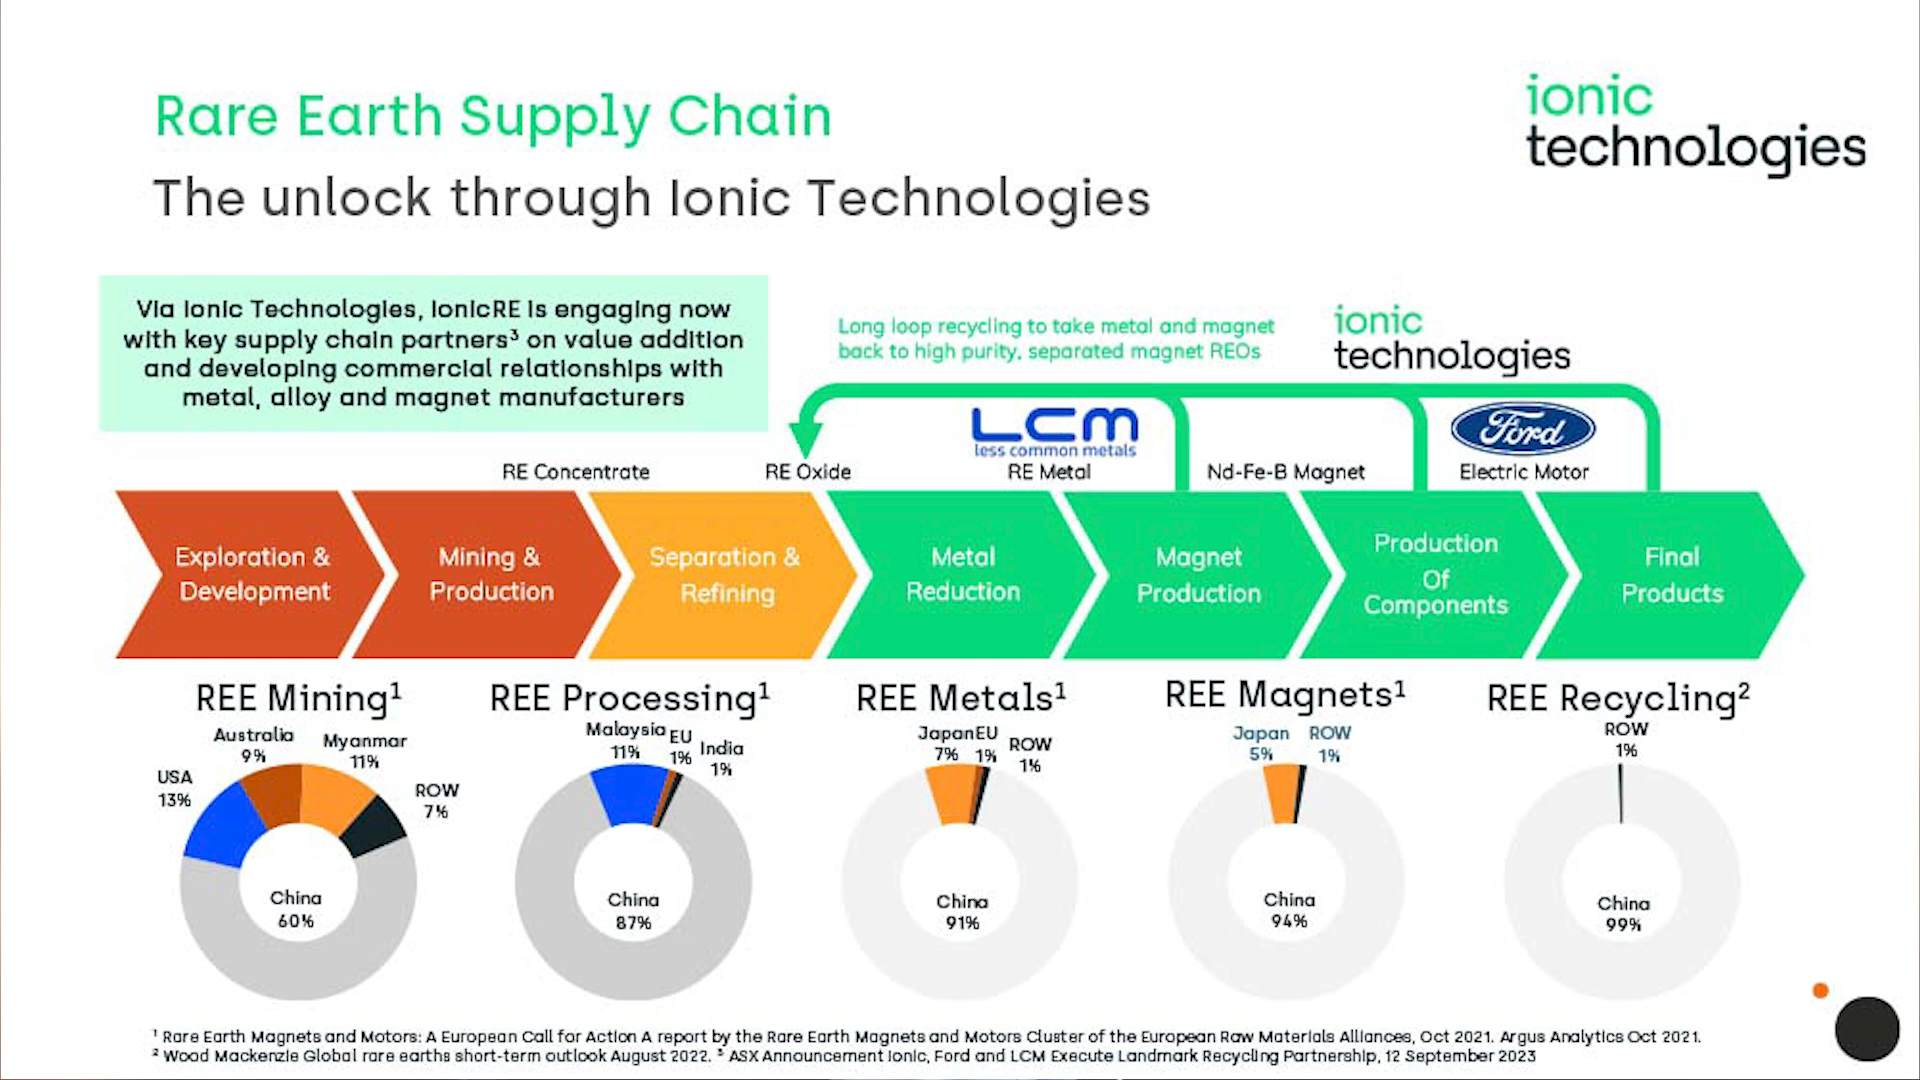 Rare Earth Supply Chain
The unlock through Ionic Technologies
ionic
technologies
Via Ionic Technologies, IonicRE is engaging now
with key supply chain partners³ on value addition
and developing commercial relationships with
metal, alloy and magnet manufacturers
Long loop recycling to take metal and magnet
back to high purity, separated magnet REOs
ionic
technologies
LCM
less common metals
Ford
RE Concentrate
RE Oxide
RE Metal
Nd-Fe-B Magnet
Electric Motor
Exploration &
Development
Mining &
Production
Separation &
Refining
Metal
Reduction
Magnet
Production
Production
Of
Components
Final
Products
REE Mining¹
Australia
9%
Myanmar
11%
USA
13%
ROW
7%
China
60%
REE Processing¹
Malaysia
11%
EU
1%
India
1%
China
87%
REE Metals¹
Japan
7%
EU
1%
ROW
1%
China
91%
REE Magnets¹
Japan
5%
ROW
1%
China
94%
REE Recycling²
ROW
1%
China
99%
¹ Rare Earth Magnets and Motors: A European Call for Action A report by the Rare Earth Magnets and Motors Cluster of the European Raw Materials Alliances, Oct 2021. Argus Analytics Oct 2021.
² Wood Mackenzie Global rare earths short-term outlook August 2022. ³ ASX Announcement Ionic, Ford and LCM Execute Landmark Recycling Partnership, 12 September 2023